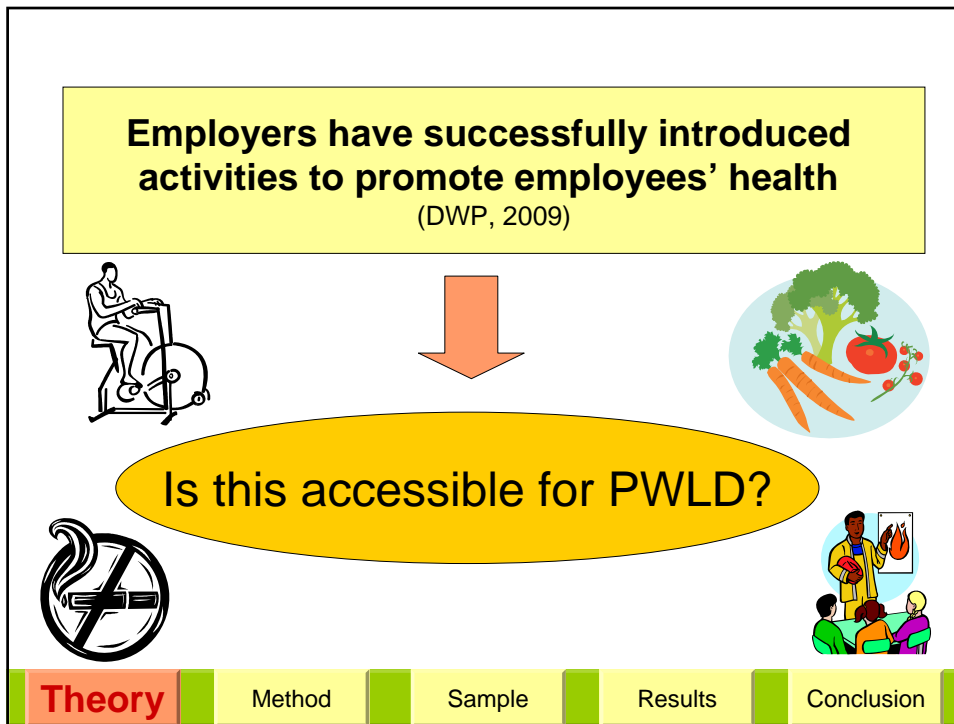 Employers have successfully introduced
activities to promote employees’ health
(DWP, 2009)
Is this accessible for PWLD?
Theory Method Sample Results Conclusion